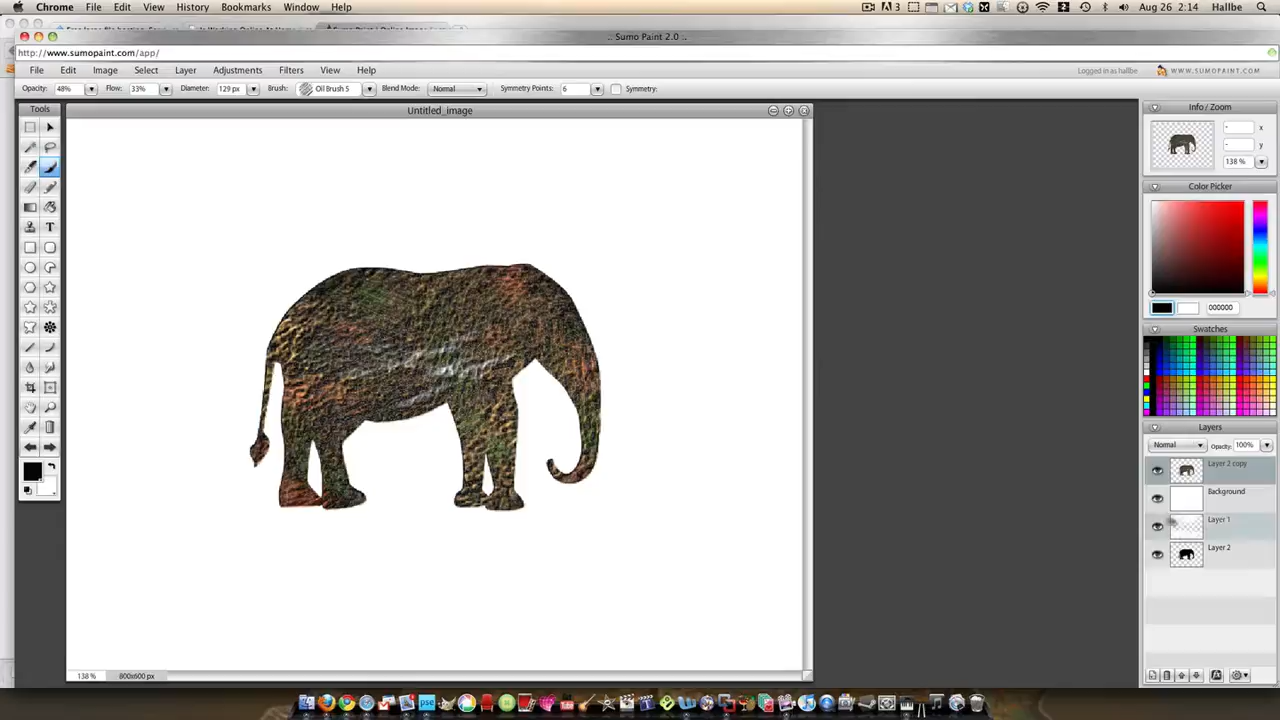 Chrome File Edit View History Bookmarks Window Help 3 Aug 26 2:14 Hallbe
:: Sumo Paint 2.0 ::
http://www.sumopaint.com/app/
File Edit Image Select Layer Adjustments Filters View Help Logged in as hallbe WWW.SUMOPAINT.COM
Opacity: 48% Flow: 33% Diameter: 129 px Brush: Oil Brush 5 Blend Mode: Normal Symmetry Points: 6 Symmetry:
Tools
Untitled_image
Info / Zoom
- x
- y
138 %
Color Picker
000000
Swatches
Layers
Normal Opacity: 100%
Layer 2 copy
Background
Layer 1
Layer 2
138 % 800x600 px